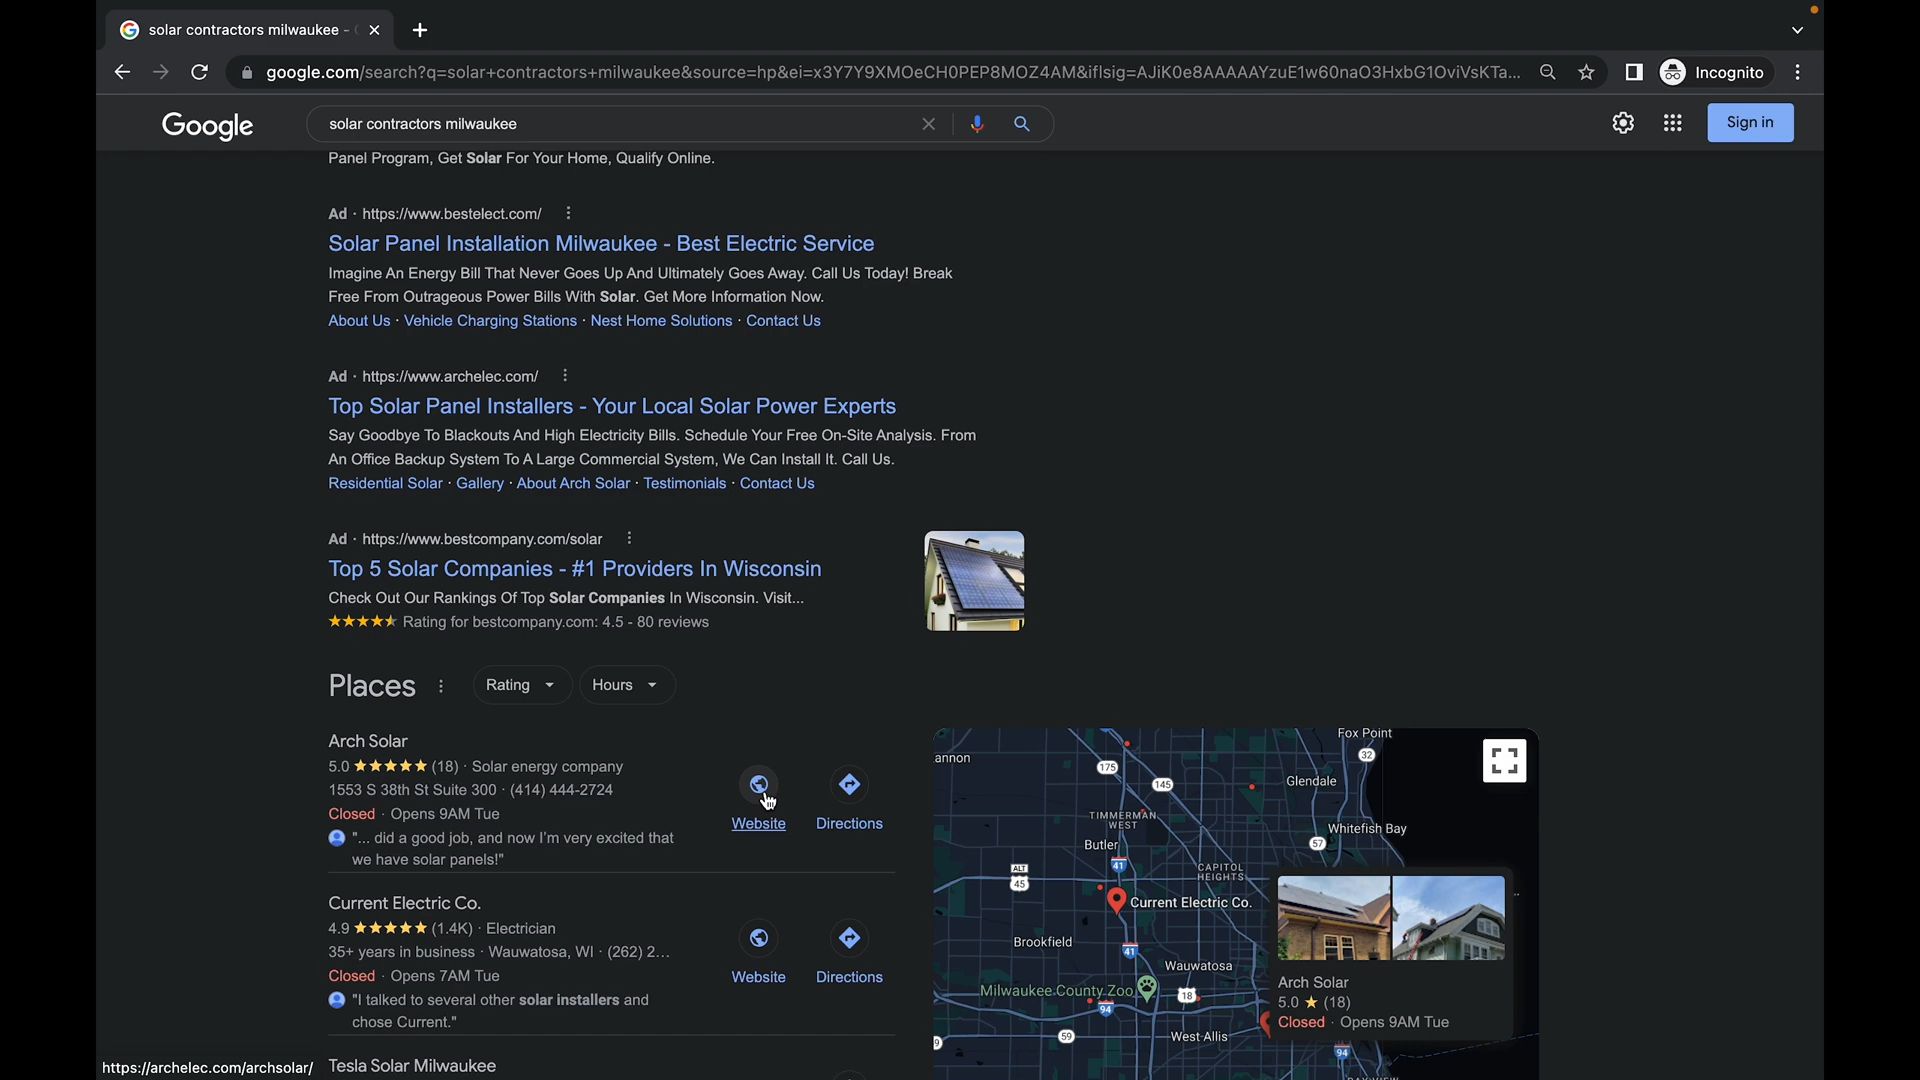 solar contractors milwaukee -
google.com/search?q=solar+contractors+milwaukee&source=hp&ei=x3Y7Y9XMOeCH0PEP8MOZ4AM&iflsig=AJiK0e8AAAAAYzuE1w60naO3HxbG1OviVsKTa...
Incognito
Google
solar contractors milwaukee
Sign in
Panel Program, Get Solar For Your Home, Qualify Online.
Ad · https://www.bestelect.com/
Solar Panel Installation Milwaukee - Best Electric Service
Imagine An Energy Bill That Never Goes Up And Ultimately Goes Away. Call Us Today! Break
Free From Outrageous Power Bills With Solar. Get More Information Now.
About Us · Vehicle Charging Stations · Nest Home Solutions · Contact Us
Ad · https://www.archelec.com/
Top Solar Panel Installers - Your Local Solar Power Experts
Say Goodbye To Blackouts And High Electricity Bills. Schedule Your Free On-Site Analysis. From
An Office Backup System To A Large Commercial System, We Can Install It. Call Us.
Residential Solar · Gallery · About Arch Solar · Testimonials · Contact Us
Ad · https://www.bestcompany.com/solar
Top 5 Solar Companies - #1 Providers In Wisconsin
Check Out Our Rankings Of Top Solar Companies In Wisconsin. Visit...
Rating for bestcompany.com: 4.5 - 80 reviews
Places
Rating
Hours
Arch Solar
5.0 ★★★★★ (18) · Solar energy company
1553 S 38th St Suite 300 · (414) 444-2724
Closed · Opens 9AM Tue
"... did a good job, and now I'm very excited that
we have solar panels!"
Website
Directions
Current Electric Co.
4.9 ★★★★★ (1.4K) · Electrician
35+ years in business · Wauwatosa, WI · (262) 2...
Closed · Opens 7AM Tue
"I talked to several other solar installers and
chose Current."
Website
Directions
Tesla Solar Milwaukee
https://archelec.com/archsolar/
Fox Point
32
annon
175
145
Glendale
TIMMERMAN
WEST
Whitefish Bay
57
Butler
41
ALT
45
CAPITOL
HEIGHTS
Current Electric Co.
Brookfield
41
Wauwatosa
Milwaukee County Zoo
18
94
59
West Allis
94
Arch Solar
5.0 ★ (18)
Closed · Opens 9AM Tue